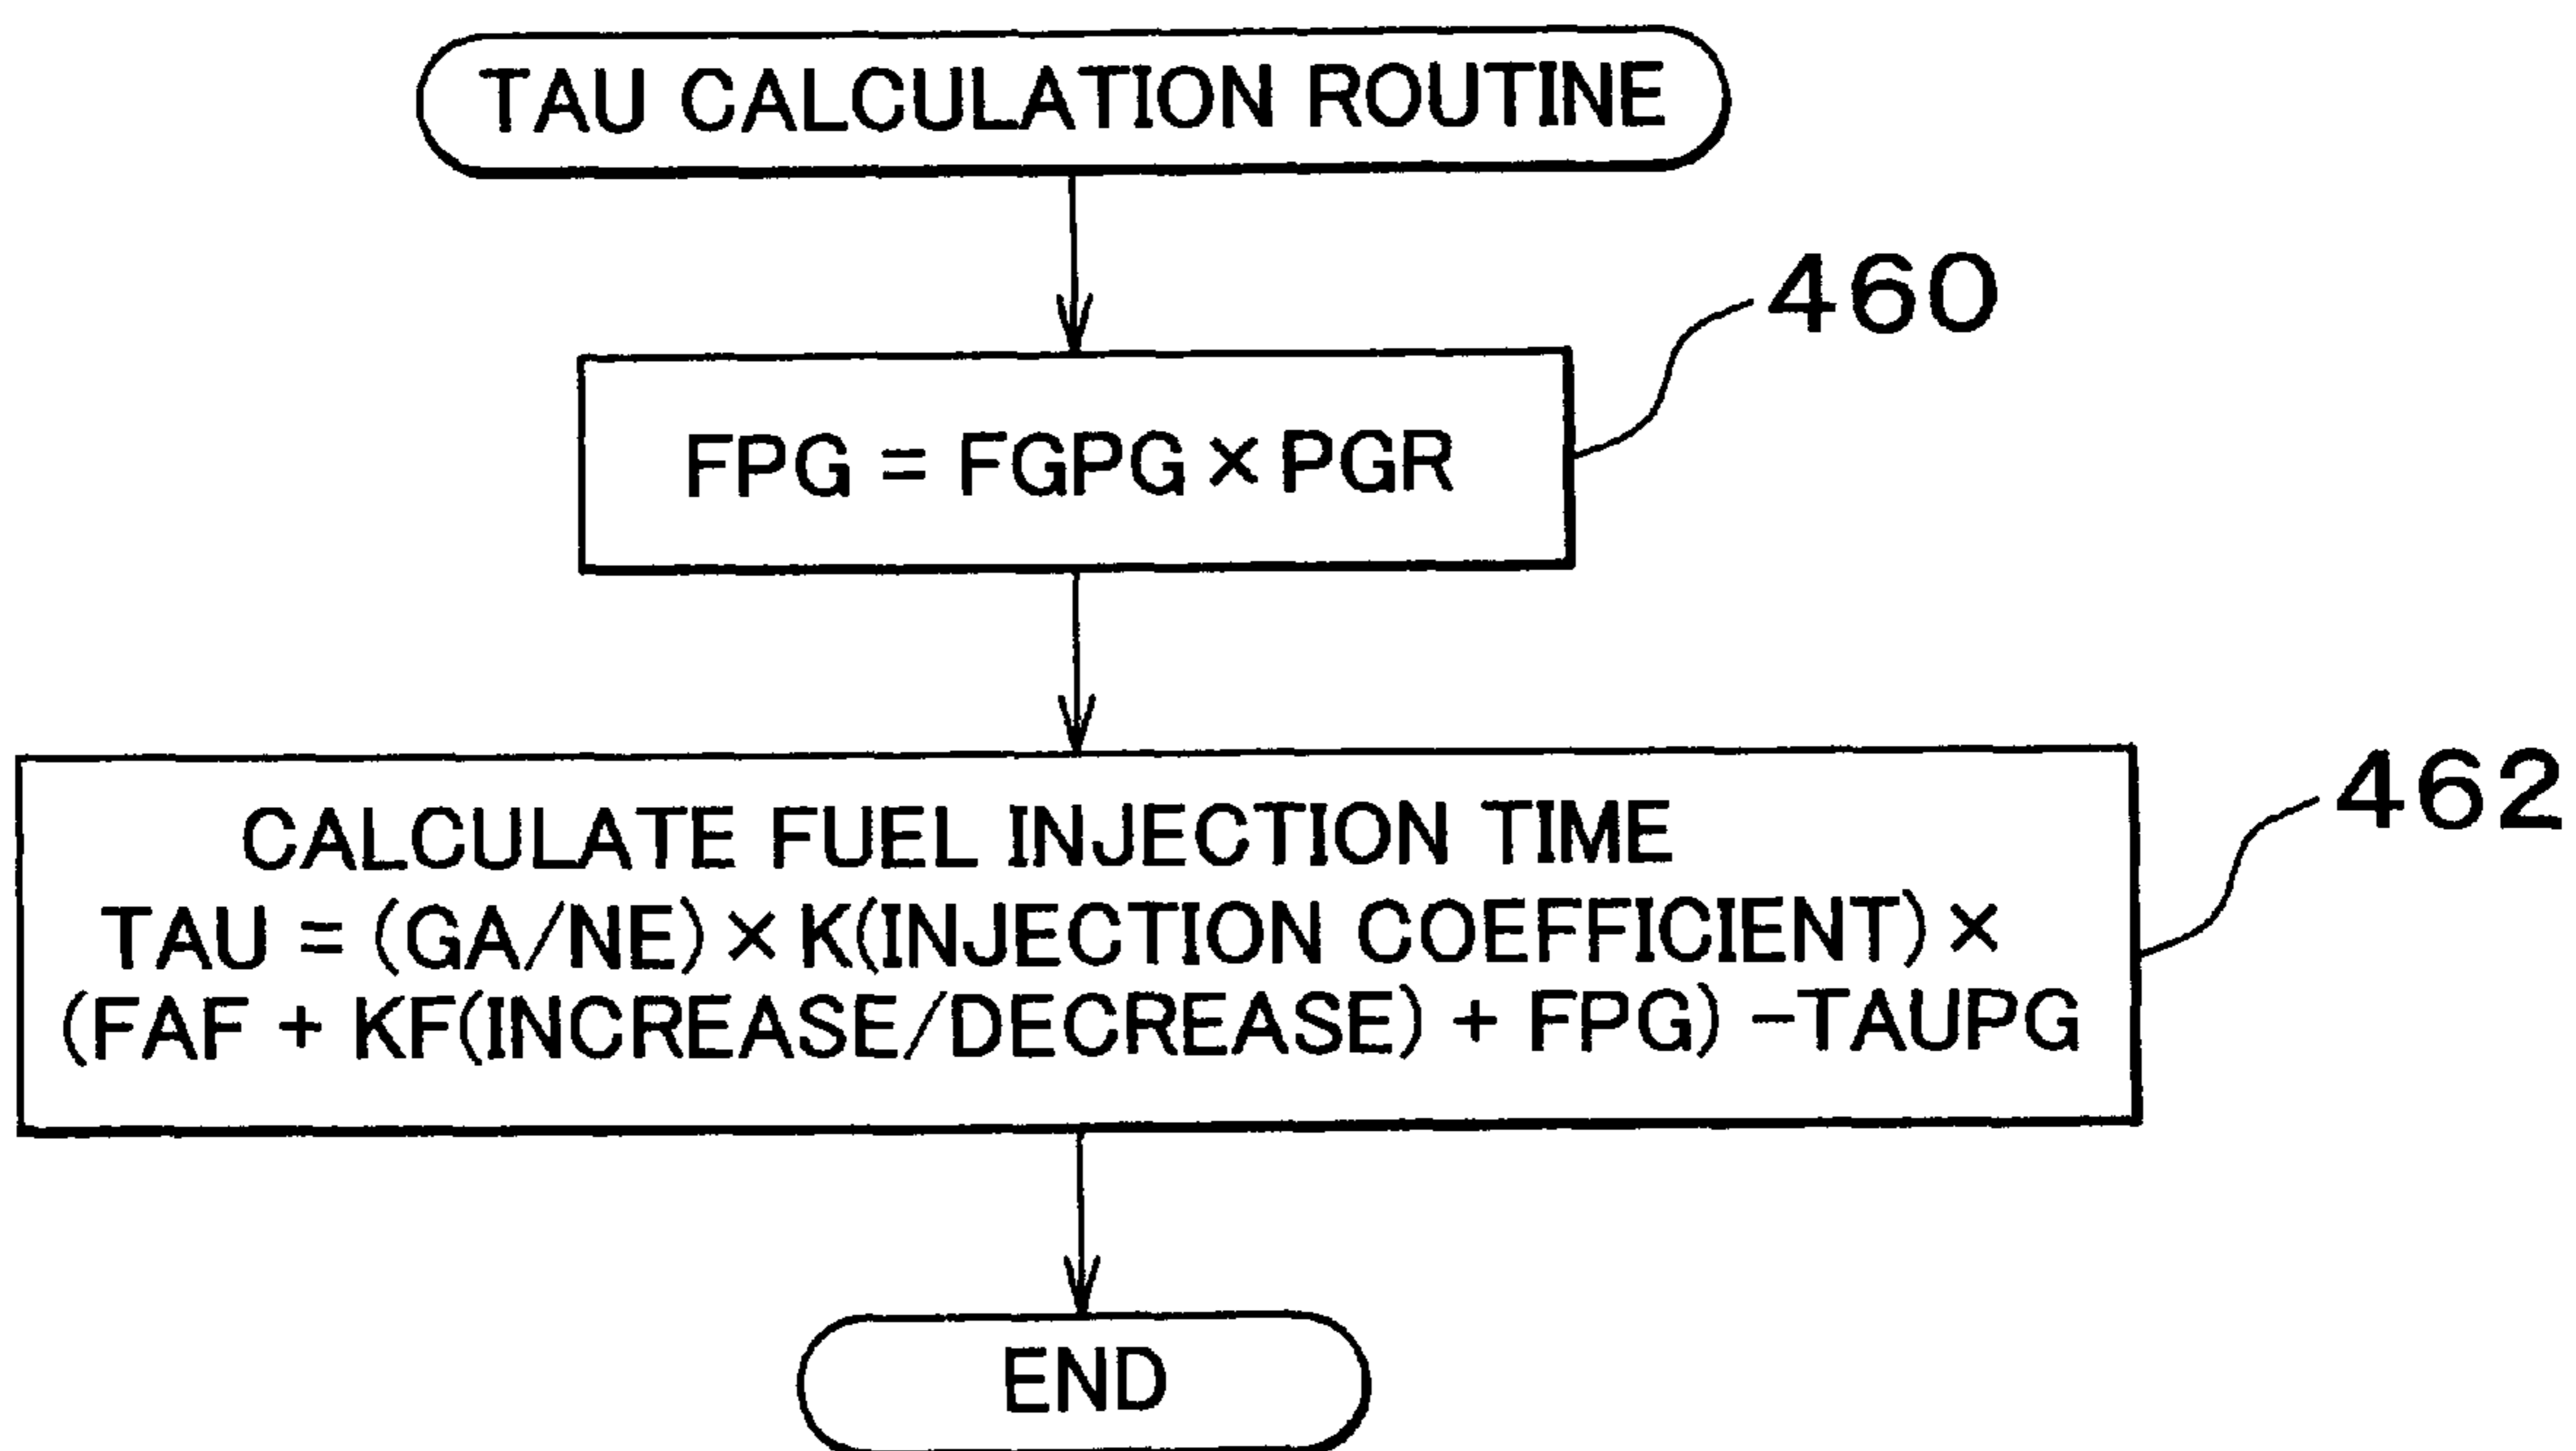 TAU CALCULATION ROUTINE
460
FPG = FGPG × PGR
462
CALCULATE FUEL INJECTION TIME
TAU = (GA/NE) × K(INJECTION COEFFICIENT) ×
(FAF + KF(INCREASE/DECREASE) + FPG) -TAUPG
END